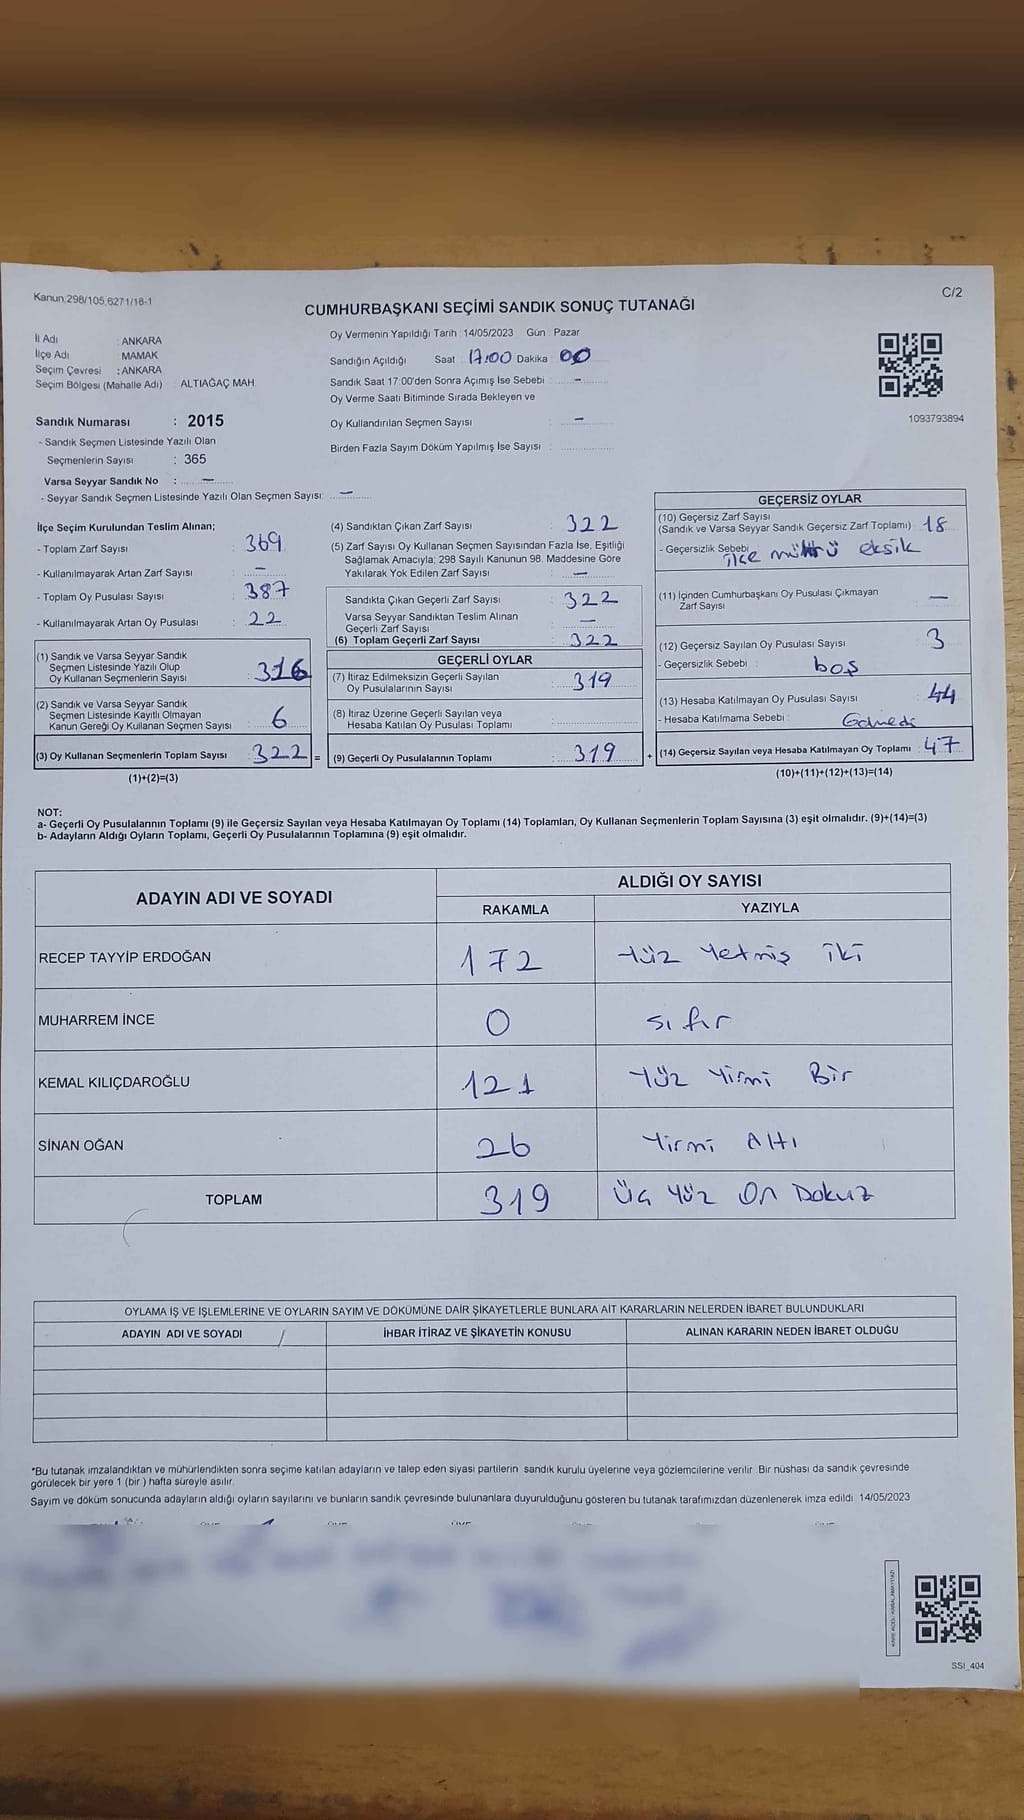 Kanun;298/105,6271/18-1
C/2
CUMHURBAŞKANI SEÇİMİ SANDIK SONUÇ TUTANAĞI
İl Adı : ANKARA
İlçe Adı : MAMAK
Seçim Çevresi : ANKARA
Seçim Bölgesi (Mahalle Adı) : ALTIAĞAÇ MAH
Sandık Numarası : 2015
- Sandık Seçmen Listesinde Yazılı Olan
Seçmenlerin Sayısı : 365
Varsa Seyyar Sandık No : —
- Seyyar Sandık Seçmen Listesinde Yazılı Olan Seçmen Sayısı: —
Oy Vermenin Yapıldığı Tarih : 14/05/2023 Gün : Pazar
Sandığın Açıldığı Saat 17:00 Dakika : 00
Sandık Saat 17:00'den Sonra Açımış İse Sebebi : -
Oy Verme Saati Bitiminde Sırada Bekleyen ve
Oy Kullandırılan Seçmen Sayısı : -
Birden Fazla Sayım Döküm Yapılmış İse Sayısı :
1093793894
İlçe Seçim Kurulundan Teslim Alınan;
- Toplam Zarf Sayısı : 369
- Kullanılmayarak Artan Zarf Sayısı : —
- Toplam Oy Pusulası Sayısı : 387
- Kullanılmayarak Artan Oy Pusulası : 22
(1) Sandık ve Varsa Seyyar Sandık
Seçmen Listesinde Yazılı Olup
Oy Kullanan Seçmenlerin Sayısı : 316
(2) Sandık ve Varsa Seyyar Sandık
Seçmen Listesinde Kayıtlı Olmayan
Kanun Gereği Oy Kullanan Seçmen Sayısı : 6
(3) Oy Kullanan Seçmenlerin Toplam Sayısı : 322 =
(1)+(2)=(3)
(4) Sandıktan Çıkan Zarf Sayısı : 322
(5) Zarf Sayısı Oy Kullanan Seçmen Sayısından Fazla İse, Eşitliği
Sağlamak Amacıyla; 298 Sayılı Kanunun 98. Maddesine Göre
Yakılarak Yok Edilen Zarf Sayısı : —
Sandıkta Çıkan Geçerli Zarf Sayısı : 322
Varsa Seyyar Sandıktan Teslim Alınan
Geçerli Zarf Sayısı : —
(6) Toplam Geçerli Zarf Sayısı : 322
GEÇERLİ OYLAR
(7) İtiraz Edilmeksizin Geçerli Sayılan
Oy Pusulalarının Sayısı : 319
(8) İtiraz Üzerine Geçerli Sayılan veya
Hesaba Katılan Oy Pusulası Toplamı :
(9) Geçerli Oy Pusulalarının Toplamı : 319 +
GEÇERSİZ OYLAR
(10) Geçersiz Zarf Sayısı
(Sandık ve Varsa Seyyar Sandık Geçersiz Zarf Toplamı) : 18
- Geçersizlik Sebebi : ilçe mührü eksik
(11) İçinden Cumhurbaşkanı Oy Pusulası Çıkmayan
Zarf Sayısı : —
(12) Geçersiz Sayılan Oy Pusulası Sayısı : 3
- Geçersizlik Sebebi : boş
(13) Hesaba Katılmayan Oy Pusulası Sayısı : 44
- Hesaba Katılmama Sebebi :
(14) Geçersiz Sayılan veya Hesaba Katılmayan Oy Toplamı : 47
(10)+(11)+(12)+(13)=(14)
NOT:
a- Geçerli Oy Pusulalarının Toplamı (9) ile Geçersiz Sayılan veya Hesaba Katılmayan Oy Toplamı (14) Toplamları, Oy Kullanan Seçmenlerin Toplam Sayısına (3) eşit olmalıdır. (9)+(14)=(3)
b- Adayların Aldığı Oyların Toplamı, Geçerli Oy Pusulalarının Toplamına (9) eşit olmalıdır.
ADAYIN ADI VE SOYADI
ALDIĞI OY SAYISI
RAKAMLA YAZIYLA
RECEP TAYYİP ERDOĞAN 172 Yüz Yetmiş iki
MUHARREM İNCE 0 sıfır
KEMAL KILIÇDAROĞLU 121 Yüz Yirmi Bir
SİNAN OĞAN 26 Yirmi Altı
TOPLAM 319 Üç Yüz On Dokuz
OYLAMA İŞ VE İŞLEMLERİNE VE OYLARIN SAYIM VE DÖKÜMÜNE DAİR ŞİKAYETLERLE BUNLARA AİT KARARLARIN NELERDEN İBARET BULUNDUKLARI
ADAYIN ADI VE SOYADI İHBAR İTİRAZ VE ŞİKAYETİN KONUSU ALINAN KARARIN NEDEN İBARET OLDUĞU
*Bu tutanak imzalandıktan ve mühürlendikten sonra seçime katılan adayların ve talep eden siyasi partilerin sandık kurulu üyelerine veya gözlemcilerine verilir. Bir nüshası da sandık çevresinde
görülecek bir yere 1 (bir) hafta süreyle asılır.
Sayım ve döküm sonucunda adayların aldığı oyların sayılarını ve bunların sandık çevresinde bulunanlara duyurulduğunu gösteren bu tutanak tarafımızdan düzenlenerek imza edildi. 14/05/2023
SSI_404